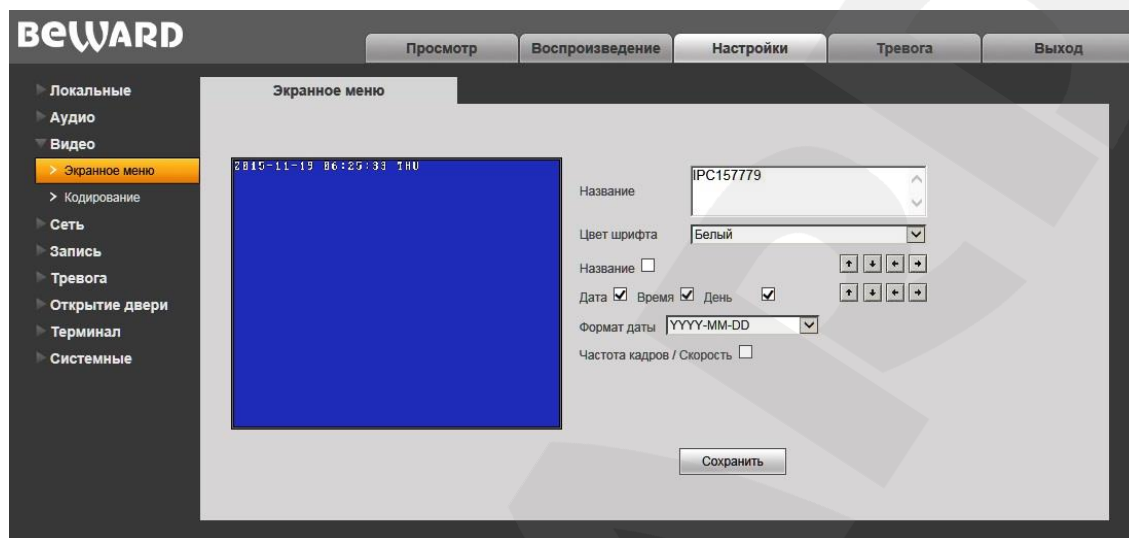 BEWARD
Просмотр Воспроизведение Настройки Тревога Выход
Локальные
Аудио
Видео
> Экранное меню
> Кодирование
Сеть
Запись
Тревога
Открытие двери
Терминал
Системные
Экранное меню
2015-11-19 06:25:33 THU
Название IPC157779
Цвет шрифта Белый
Название
Дата Время День
Формат даты YYYY-MM-DD
Частота кадров / Скорость
Сохранить